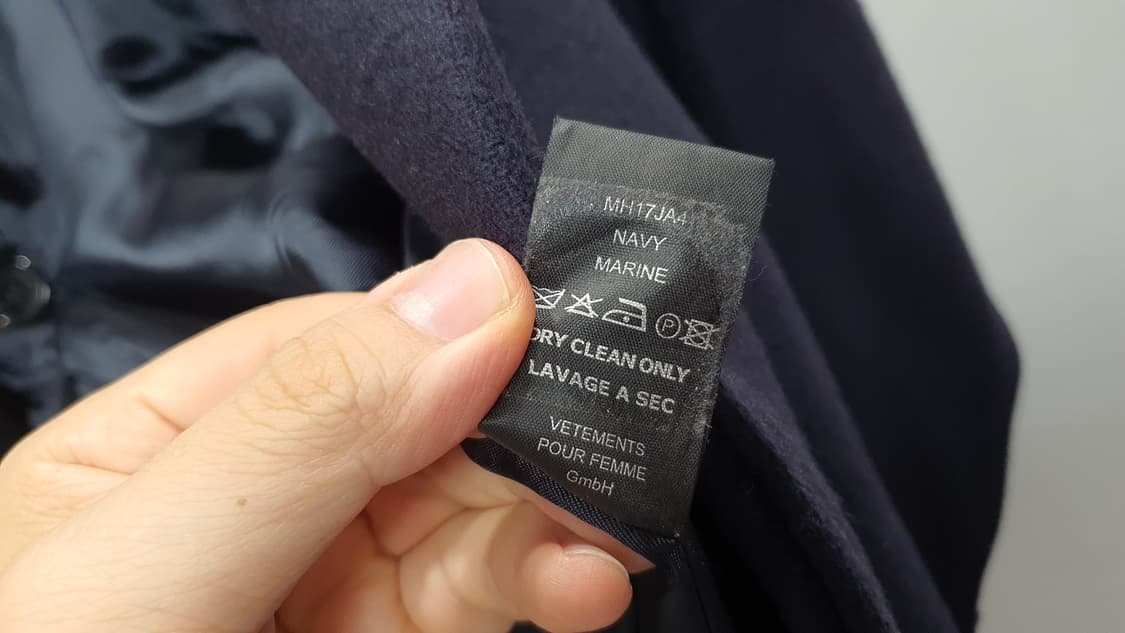 MH17JA4
NAVY
MARINE
P
DRY CLEAN ONLY
LAVAGE A SEC
VETEMENTS
POUR FEMME
GmbH